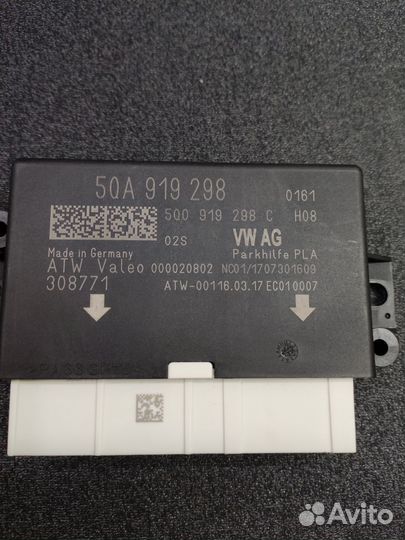 5QA 919 298 0161
5Q0 919 298 C H08
02S VW AG
Made in Germany Parkhilfe PLA
ATW Valeo 000020802 NC01/1707301609
308771 ATW-00116.03.17 EC010007
Avito